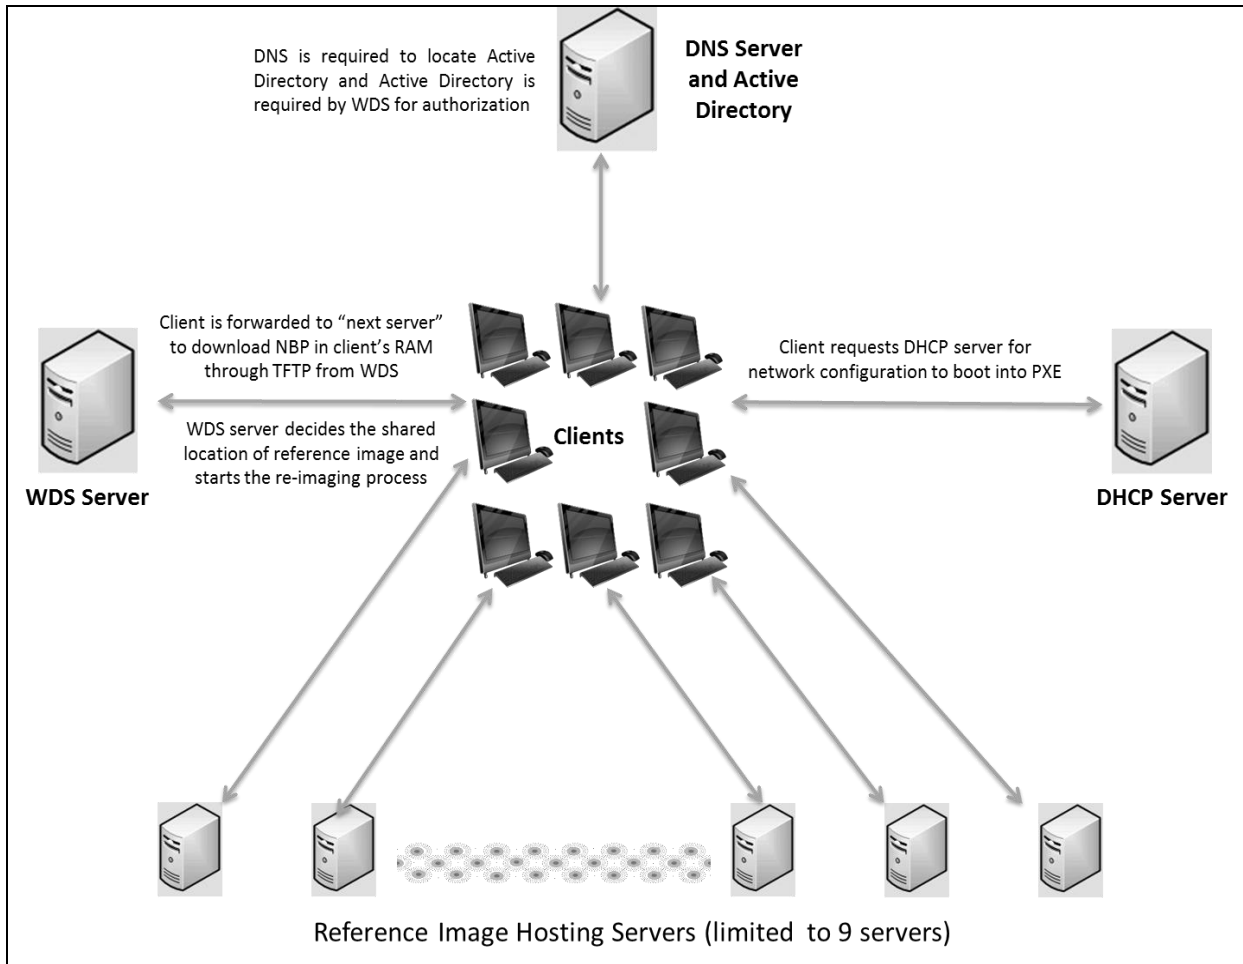 DNS is required to locate Active
Directory and Active Directory is
required by WDS for authorization
DNS Server
and Active
Directory
Client is forwarded to “next server”
to download NBP in client’s RAM
through TFTP from WDS
WDS server decides the shared
location of reference image and
starts the re-imaging process
WDS Server
Clients
Client requests DHCP server for
network configuration to boot into PXE
DHCP Server
Reference Image Hosting Servers (limited to 9 servers)